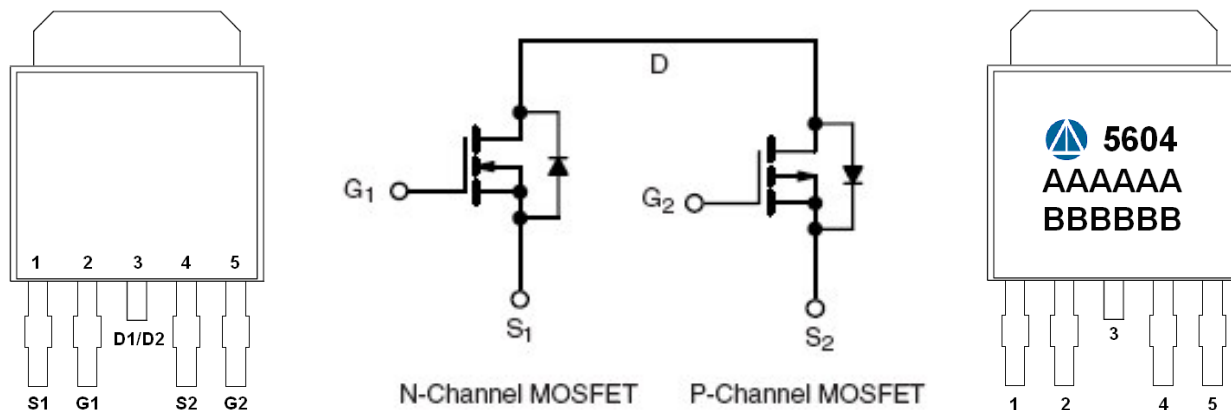 1 2 3 4 5
D1/D2
S1 G1 S2 G2
D
G1
G2
S1
S2
N-Channel MOSFET P-Channel MOSFET
5604
AAAAAA
BBBBBB
3
1 2 4 5